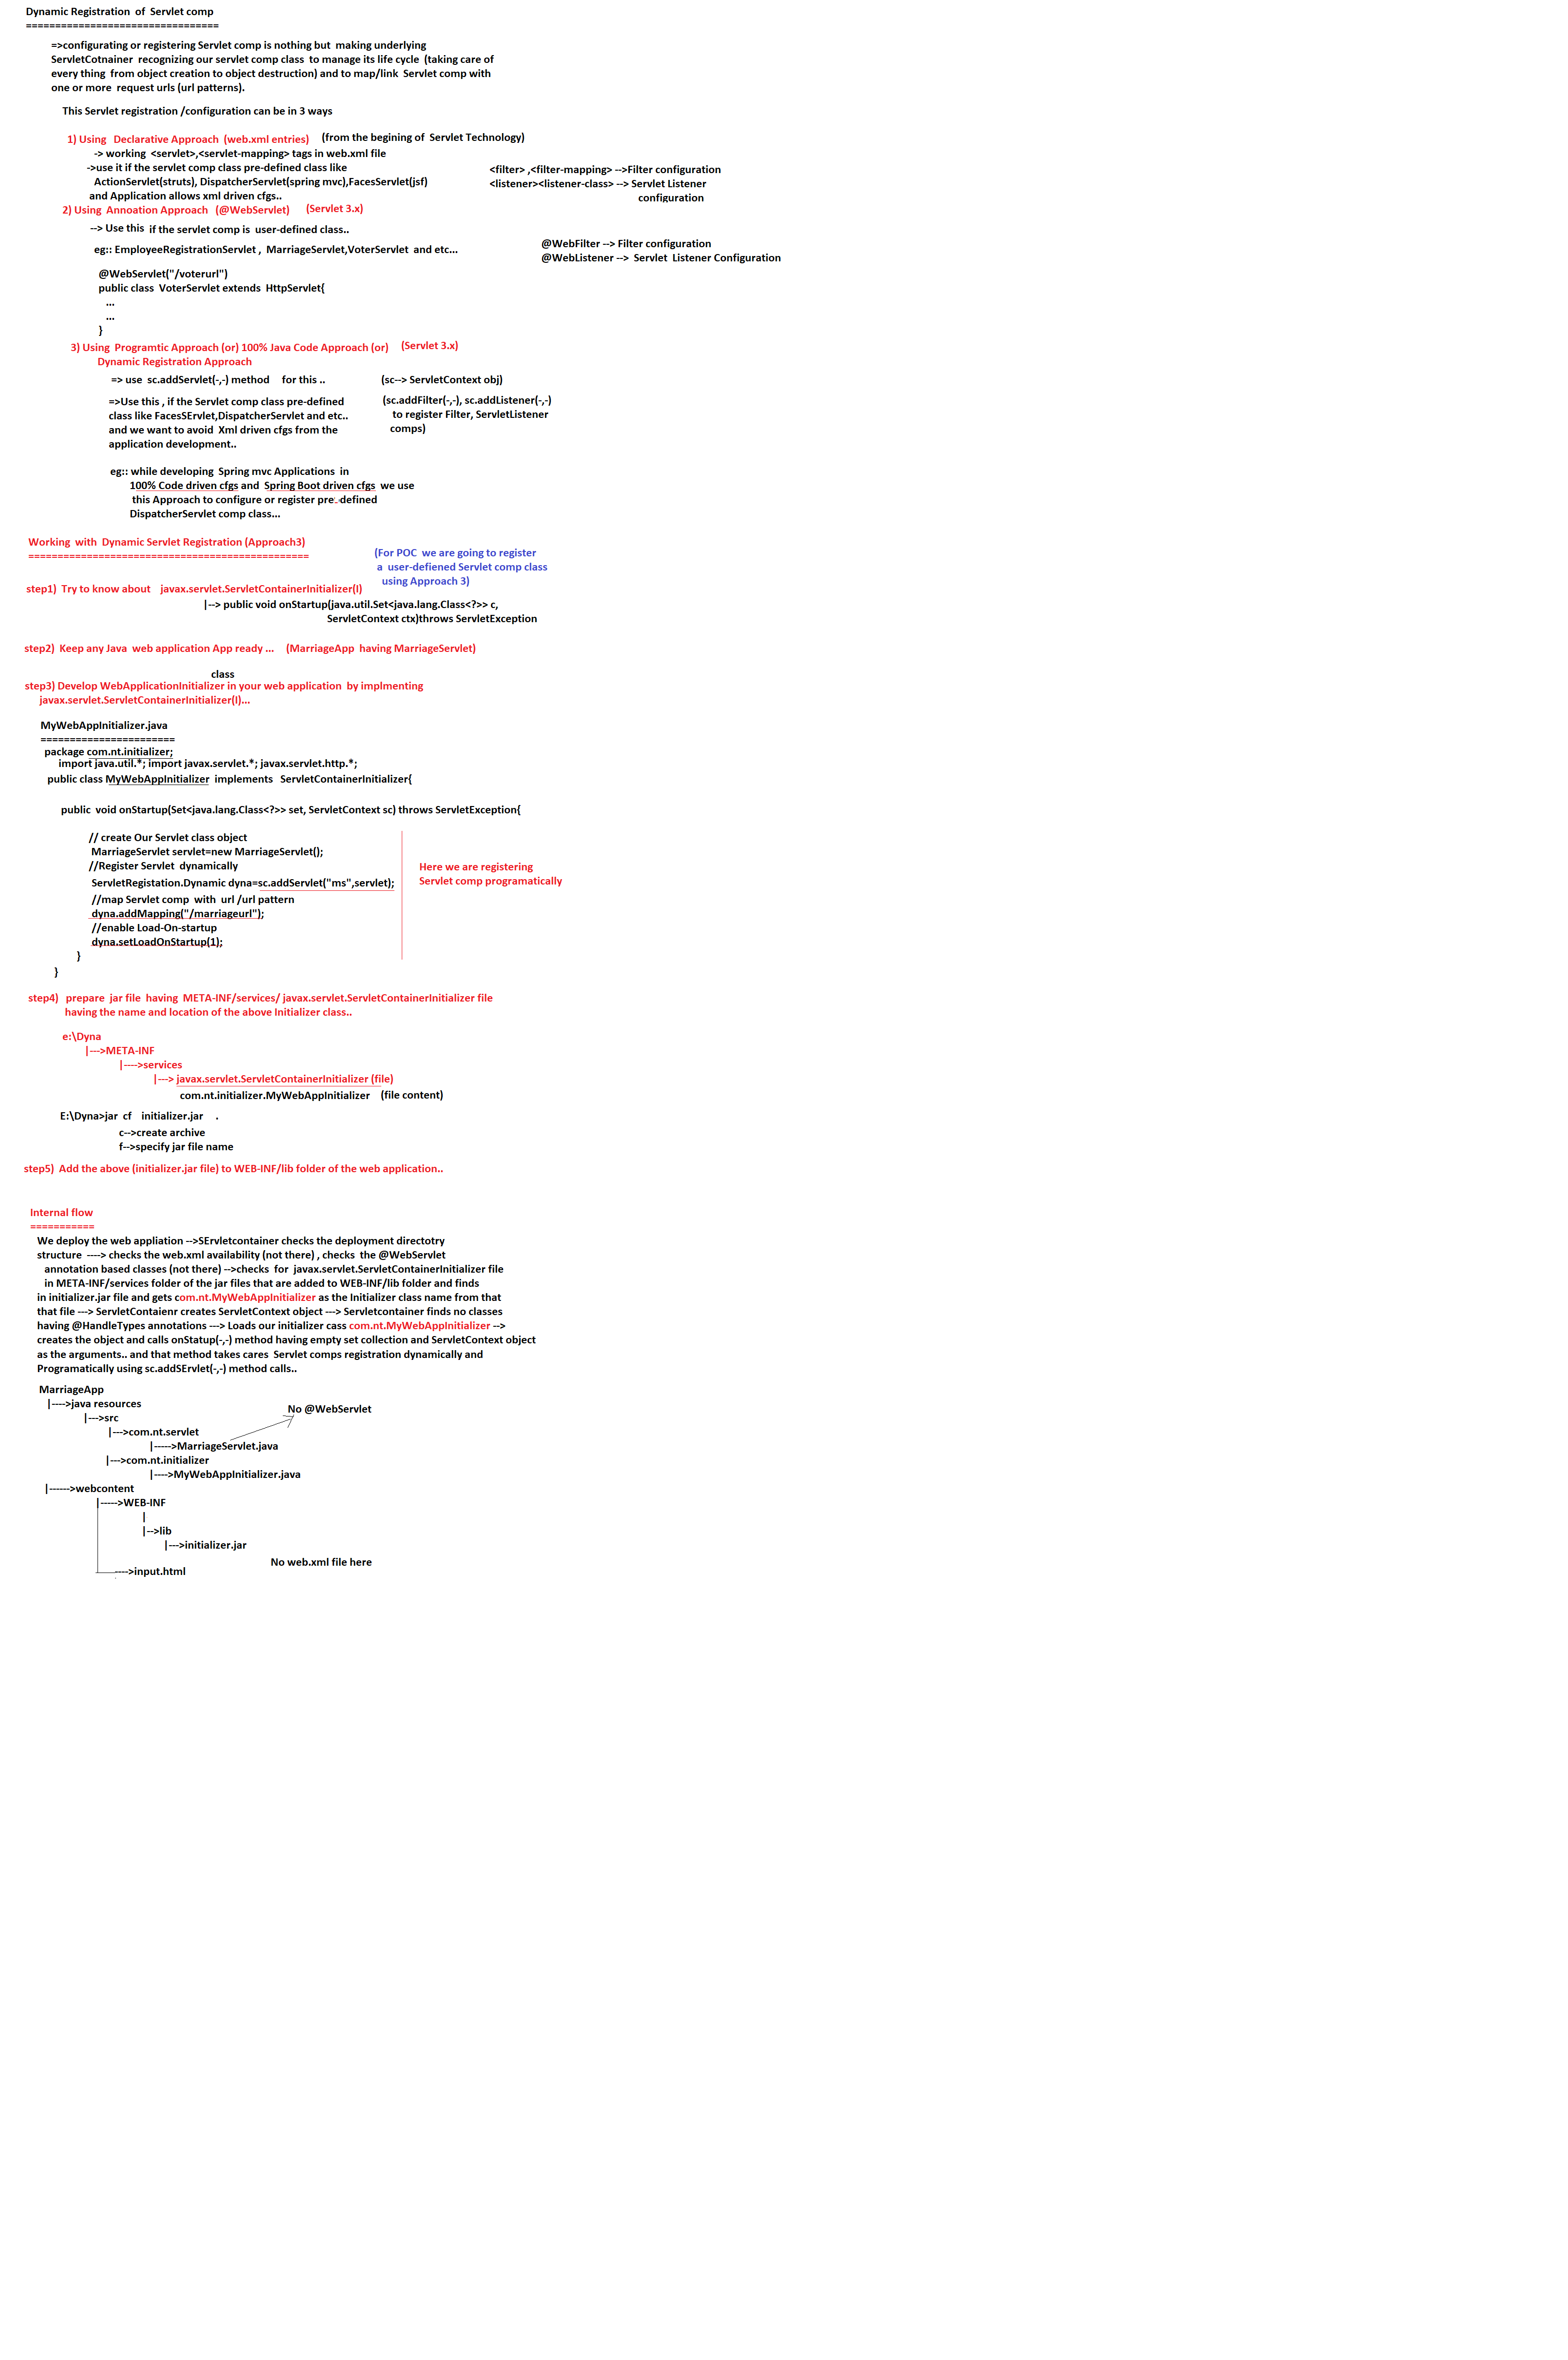 Dynamic Registration of Servlet comp
=================================
=>configurating or registering Servlet comp is nothing but making underlying
ServletCotnainer recognizing our servlet comp class to manage its life cycle (taking care of
every thing from object creation to object destruction) and to map/link Servlet comp with
one or more request urls (url patterns).
This Servlet registration /configuration can be in 3 ways
1) Using Declarative Approach (web.xml entries) (from the begining of Servlet Technology)
-> working <servlet>,<servlet-mapping> tags in web.xml file
->use it if the servlet comp class pre-defined class like
ActionServlet(struts), DispatcherServlet(spring mvc),FacesServlet(jsf)
and Application allows xml driven cfgs..
<filter> ,<filter-mapping> -->Filter configuration
<listener><listener-class> --> Servlet Listener
configuration
2) Using Annoation Approach (@WebServlet) (Servlet 3.x)
--> Use this if the servlet comp is user-defined class..
eg:: EmployeeRegistrationServlet , MarriageServlet,VoterServlet and etc...
@WebFilter --> Filter configuration
@WebListener --> Servlet Listener Configuration
@WebServlet("/voterurl")
public class VoterServlet extends HttpServlet{
...
...
}
3) Using Programtic Approach (or) 100% Java Code Approach (or) (Servlet 3.x)
Dynamic Registration Approach
=> use sc.addServlet(-,-) method for this .. (sc--> ServletContext obj)
=>Use this , if the Servlet comp class pre-defined
class like FacesSErvlet,DispatcherServlet and etc..
and we want to avoid Xml driven cfgs from the
application development..
(sc.addFilter(-,-), sc.addListener(-,-)
to register Filter, ServletListener
comps)
eg:: while developing Spring mvc Applications in
100% Code driven cfgs and Spring Boot driven cfgs we use
this Approach to configure or register pre-defined
DispatcherServlet comp class...
Working with Dynamic Servlet Registration (Approach3)
================================================
(For POC we are going to register
a user-defiened Servlet comp class
using Approach 3)
step1) Try to know about javax.servlet.ServletContainerInitializer(I)
|--> public void onStartup(java.util.Set<java.lang.Class<?>> c,
ServletContext ctx)throws ServletException
step2) Keep any Java web application App ready ... (MarriageApp having MarriageServlet)
class
step3) Develop WebApplicationInitializer in your web application by implmenting
javax.servlet.ServletContainerInitializer(I)...
MyWebAppInitializer.java
=======================
package com.nt.initializer;
import java.util.*; import javax.servlet.*; javax.servlet.http.*;
public class MyWebAppInitializer implements ServletContainerInitializer{
public void onStartup(Set<java.lang.Class<?>> set, ServletContext sc) throws ServletException{
// create Our Servlet class object
MarriageServlet servlet=new MarriageServlet();
//Register Servlet dynamically
ServletRegistation.Dynamic dyna=sc.addServlet("ms",servlet);
//map Servlet comp with url /url pattern
dyna.addMapping("/marriageurl");
//enable Load-On-startup
dyna.setLoadOnStartup(1);
}
}
Here we are registering
Servlet comp programatically
step4) prepare jar file having META-INF/services/ javax.servlet.ServletContainerInitializer file
having the name and location of the above Initializer class..
e:\Dyna
|--->META-INF
|---->services
|---> javax.servlet.ServletContainerInitializer (file)
com.nt.initializer.MyWebAppInitializer (file content)
E:\Dyna>jar cf initializer.jar .
c-->create archive
f-->specify jar file name
step5) Add the above (initializer.jar file) to WEB-INF/lib folder of the web application..
Internal flow
===========
We deploy the web appliation -->SErvletcontainer checks the deployment directotry
structure ----> checks the web.xml availability (not there) , checks the @WebServlet
annotation based classes (not there) -->checks for javax.servlet.ServletContainerInitializer file
in META-INF/services folder of the jar files that are added to WEB-INF/lib folder and finds
in initializer.jar file and gets com.nt.MyWebAppInitializer as the Initializer class name from that
that file ---> ServletContaienr creates ServletContext object ---> Servletcontainer finds no classes
having @HandleTypes annotations ---> Loads our initializer cass com.nt.MyWebAppInitializer -->
creates the object and calls onStatup(-,-) method having empty set collection and ServletContext object
as the arguments.. and that method takes cares Servlet comps registration dynamically and
Programatically using sc.addSErvlet(-,-) method calls..
MarriageApp
|---->java resources
|--->src
|--->com.nt.servlet
|----->MarriageServlet.java
No @WebServlet
|--->com.nt.initializer
|---->MyWebAppInitializer.java
|------>webcontent
|----->WEB-INF
|
|-->lib
|--->initializer.jar
No web.xml file here
---->input.html